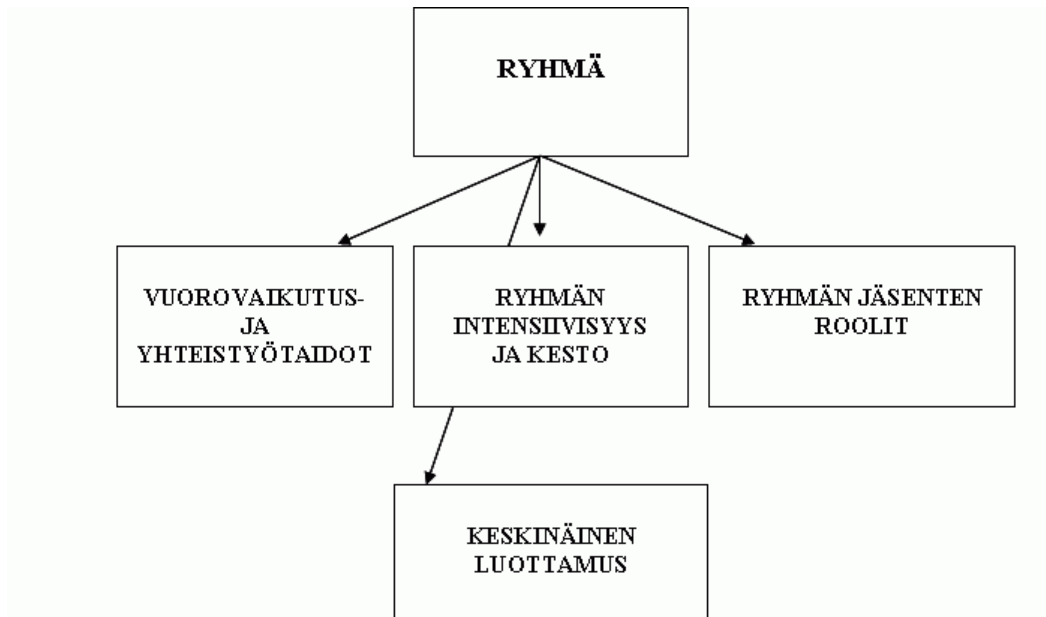 RYHMÄ
VUOROVAIKUTUS-
JA
YHTEISTYÖTAIDOT
RYHMÄN
INTENSIIVISYYS
JA KESTO
RYHMÄN JÄSENTEN
ROOLIT
KESKINÄINEN
LUOTTAMUS